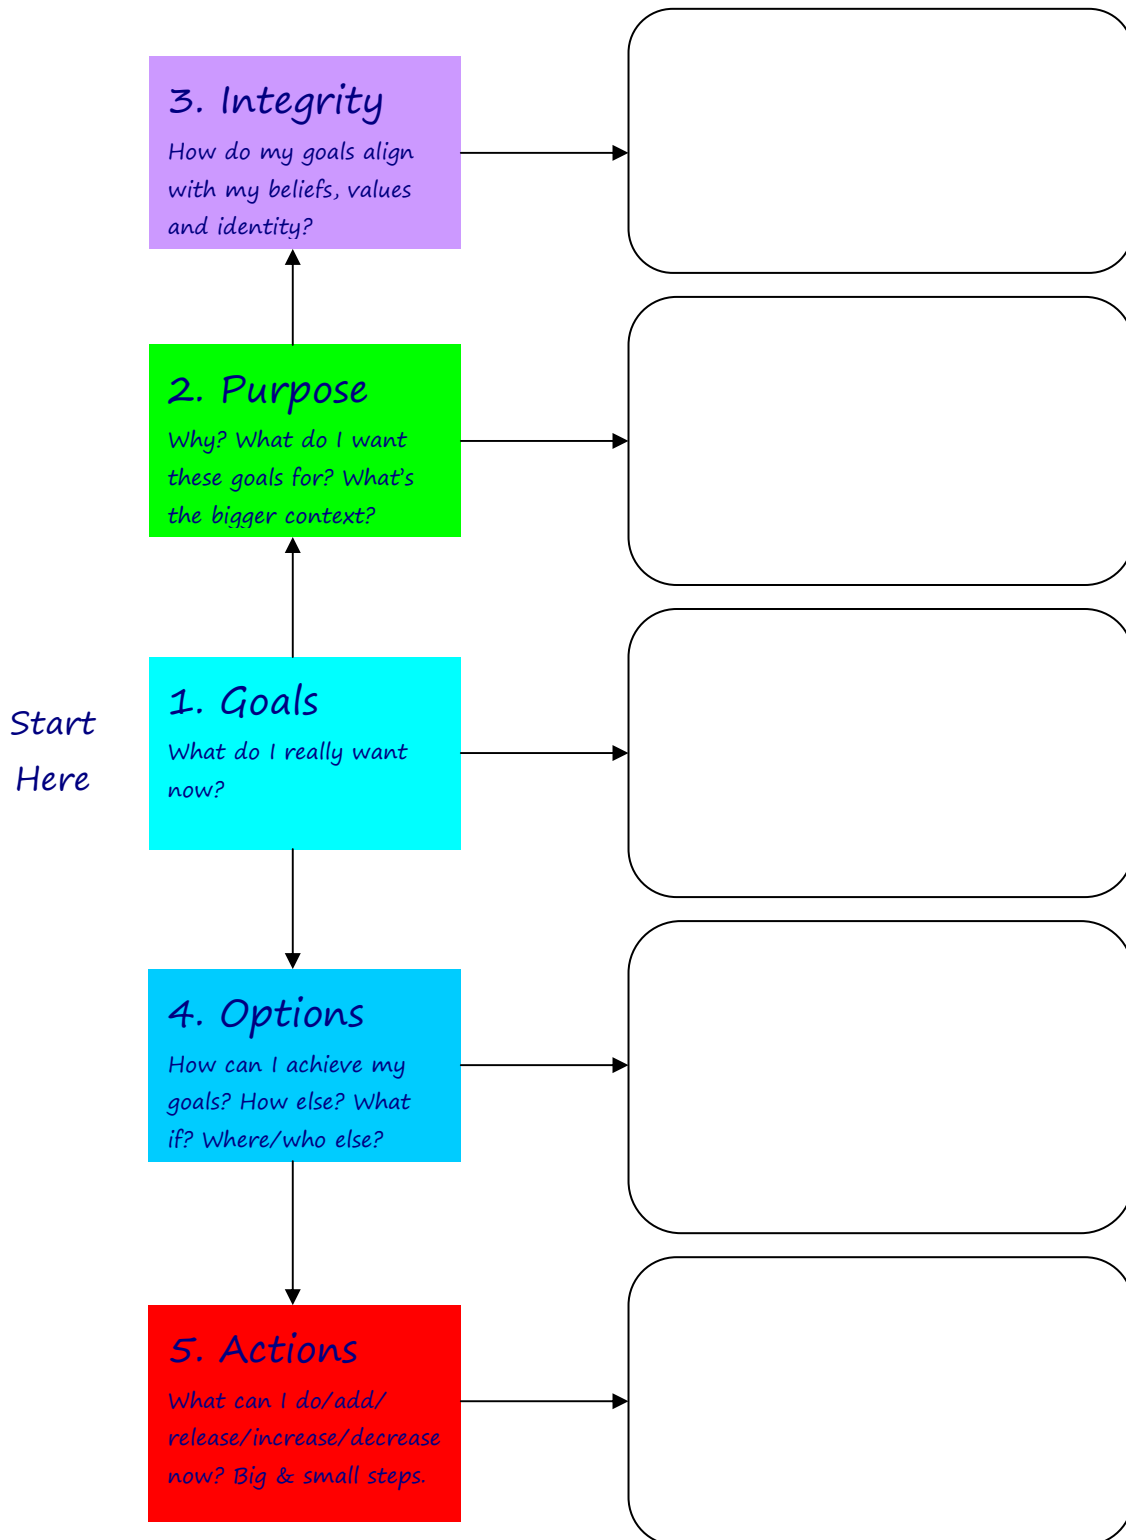 3. Integrity
How do my goals align
with my beliefs, values
and identity?
2. Purpose
Why? What do I want
these goals for? What's
the bigger context?
Start
Here
1. Goals
What do I really want
now?
4. Options
How can I achieve my
goals? How else? What
if? Where/who else?
5. Actions
What can I do/add/
release/increase/decrease
now? Big & small steps.